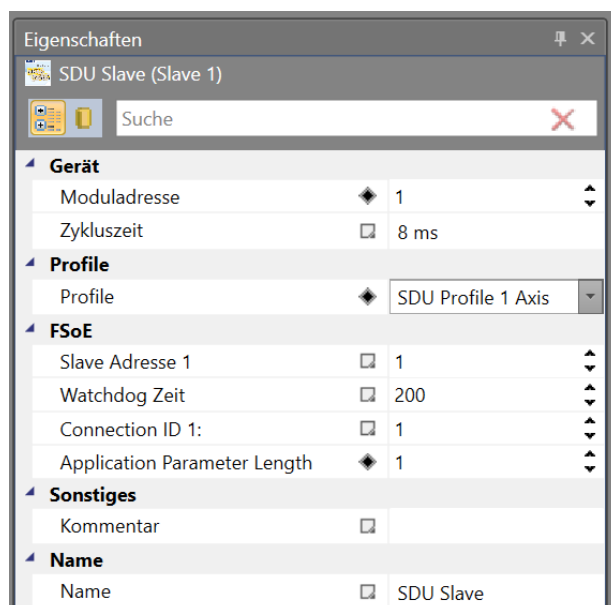 Eigenschaften
SDU Slave (Slave 1)
Suche
Gerät
Moduladresse 1
Zykluszeit 8 ms
Profile
Profile SDU Profile 1 Axis
FSoE
Slave Adresse 1 1
Watchdog Zeit 200
Connection ID 1: 1
Application Parameter Length 1
Sonstiges
Kommentar
Name
Name SDU Slave